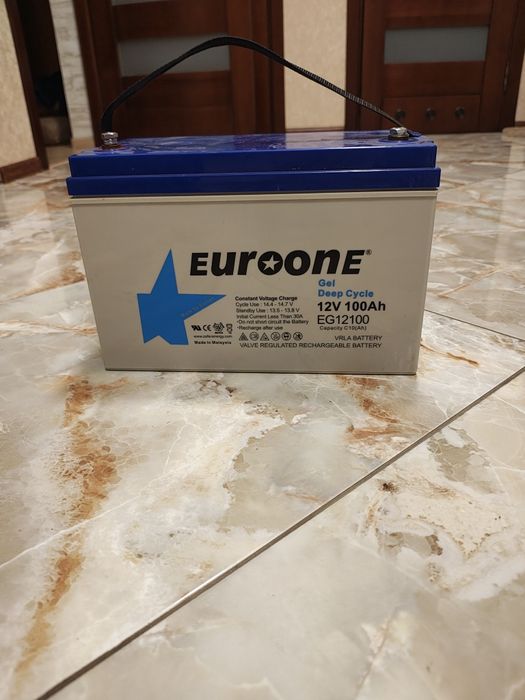 EUROONE®
Gel
Deep Cycle
12V 100Ah
EG12100
Capacity C10(Ah)
Constant Voltage Charge
Cycle Use : 14.4 - 14.7 V
Standby Use : 13.5 - 13.8 V
Initial Current Less Than 30A
•Do not short circuit the Battery
•Recharge after use
CE
Made in Malaysia
VRLA BATTERY
VALVE REGULATED RECHARGEABLE BATTERY